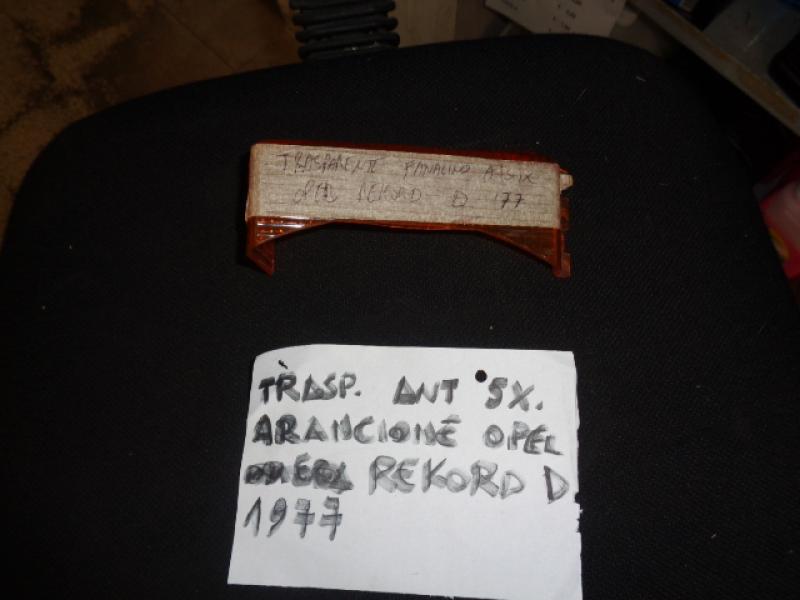 TRASPARENTE FANALINO
OPEL REKORD D '77
TRASP. ANT SX.
ARANCIONE OPEL
REKORD D
1977